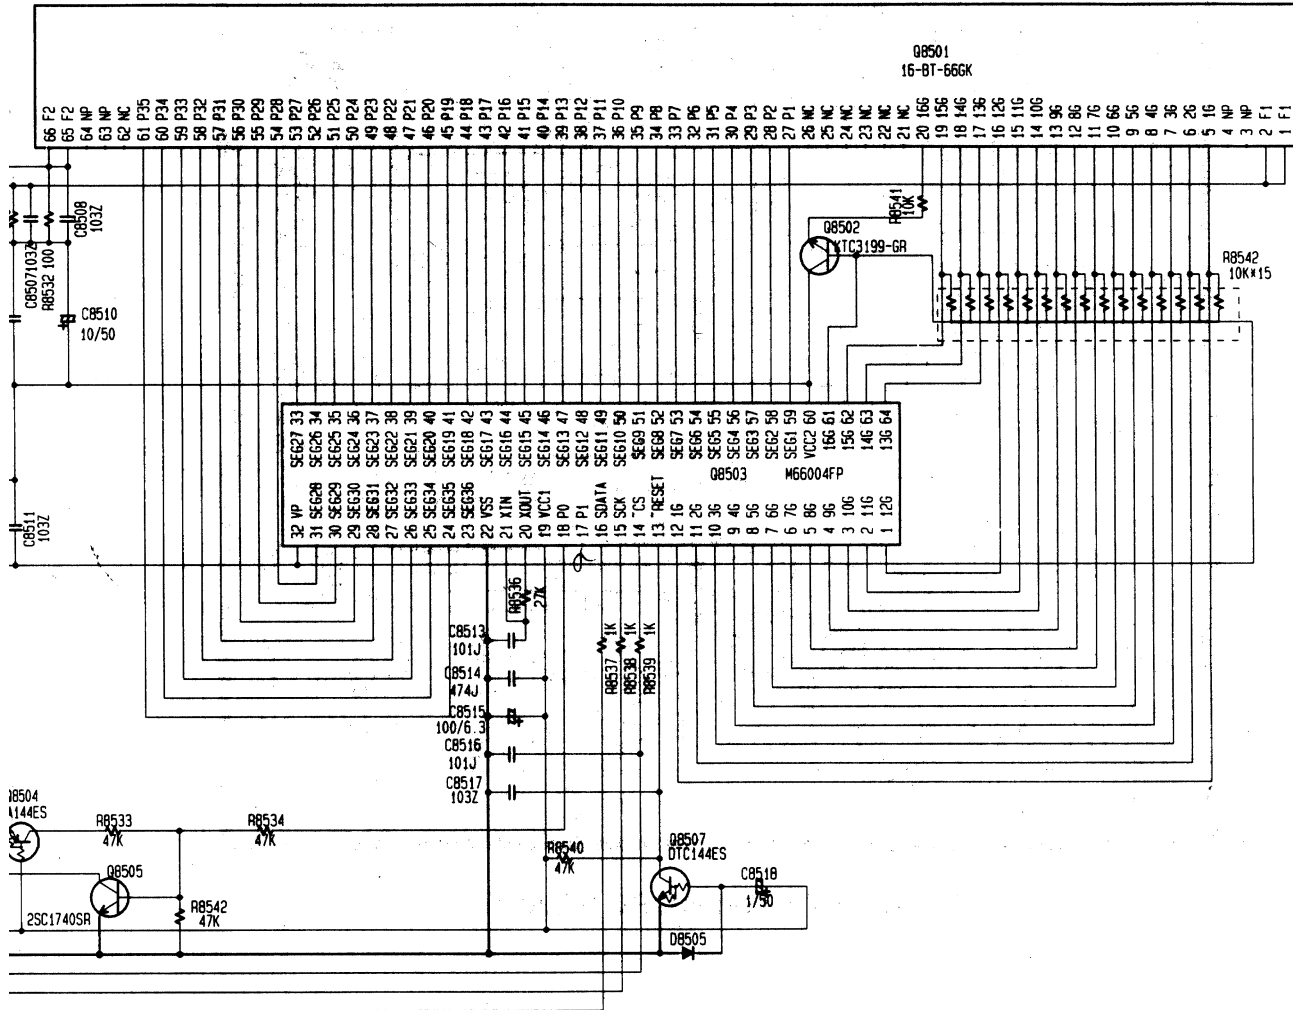 Q8501
16-BT-66GK
66 F2
65 F2
64 NP
63 NP
62 NC
61 P35
60 P34
59 P33
58 P32
57 P31
56 P30
55 P29
54 P28
53 P27
52 P26
51 P25
50 P24
49 P23
48 P22
47 P21
46 P20
45 P19
44 P18
43 P17
42 P16
41 P15
40 P14
39 P13
38 P12
37 P11
36 P10
35 P9
34 P8
33 P7
32 P6
31 P5
30 P4
29 P3
28 P2
27 P1
26 NC
25 NC
24 NC
23 NC
22 NC
21 NC
20 16G
19 15G
18 14G
17 13G
16 12G
15 11G
14 10G
13 9G
12 8G
11 7G
10 6G
9 5G
8 4G
7 3G
6 2G
5 1G
4 NP
3 NP
2 F1
1 F1
C8508
103Z
C8507 103Z
R8532 100
C8510
10/50
R8541
10K
Q8502
KTC3199-GR
R8542
10K*15
SEG27 33
SEG26 34
SEG25 35
SEG24 36
SEG23 37
SEG22 38
SEG21 39
SEG20 40
SEG19 41
SEG18 42
SEG17 43
SEG16 44
SEG15 45
SEG14 46
SEG13 47
SEG12 48
SEG11 49
SEG10 50
SEG9 51
SEG8 52
SEG7 53
SEG6 54
SEG5 55
SEG4 56
SEG3 57
SEG2 58
SEG1 59
VCC2 60
16G 61
15G 62
14G 63
13G 64
Q8503
M66004FP
32 VP
31 SEG28
30 SEG29
29 SEG30
28 SEG31
27 SEG32
26 SEG33
25 SEG34
24 SEG35
23 SEG36
22 VSS
21 XIN
20 XOUT
19 VCC1
18 P0
17 P1
16 SDATA
15 SCK
14 "CS
13 "RESET
12 1G
11 2G
10 3G
9 4G
8 5G
7 6G
6 7G
5 8G
4 9G
3 10G
2 11G
1 12G
C8511
103Z
R8536
27K
C8513
101J
C8514
474J
C8515
100/6.3
C8516
101J
C8517
103Z
R8537 1K
R8538 1K
R8539 1K
Q8504
A144ES
R8533
47K
R8534
47K
Q8505
2SC1740SR
R8542
47K
R8540
47K
Q8507
DTC144ES
C8518
1/50
D8505